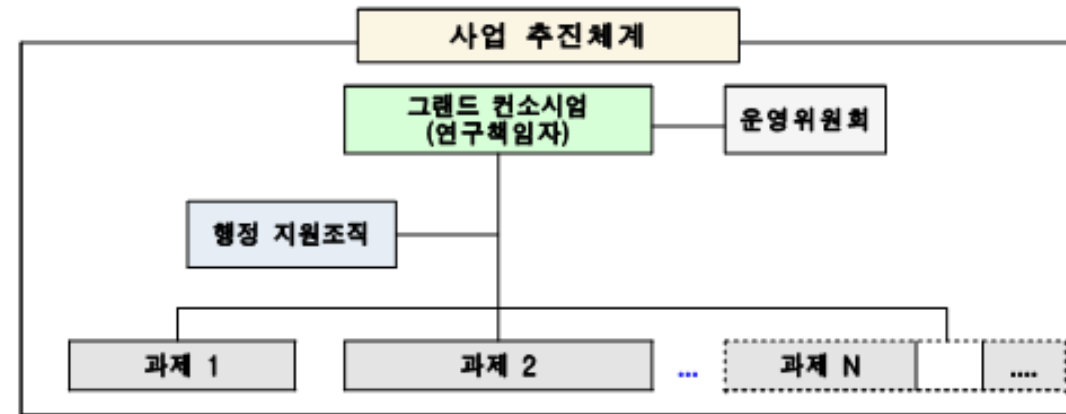 사업 추진체계
그랜드 컨소시엄
(연구책임자)
운영위원회
행정 지원조직
과제 1
과제 2
...
과제 N
....